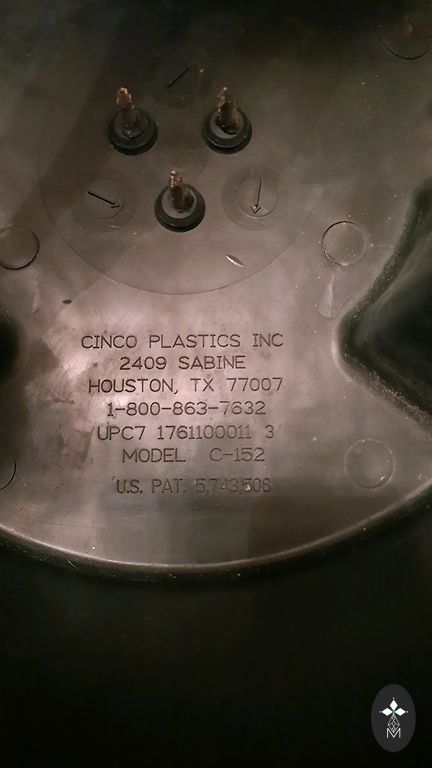 CINCO PLASTICS INC
2409 SABINE
HOUSTON, TX 77007
1-800-863-7632
UPC7 1761100011 3
MODEL C-152
U.S. PAT. 5,743,508
M